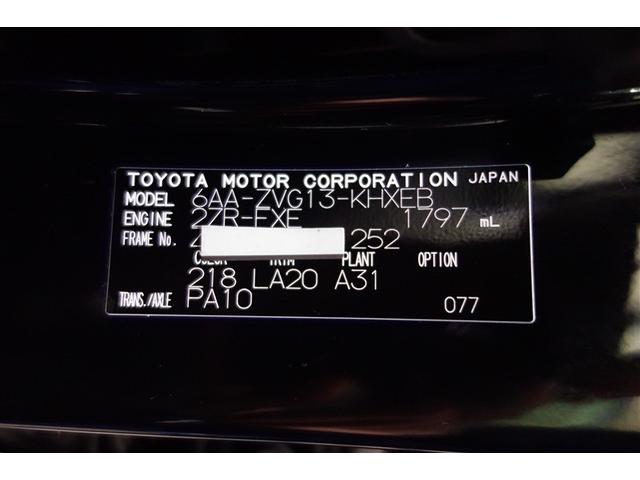 TOYOTA MOTOR CORPORATION JAPAN
MODEL 6AA-ZVG13-KHXEB
ENGINE 2ZR-FXE 1797 mL
FRAME No. 252
COLOR TRIM PLANT OPTION
218 LA20 A31
TRANS./AXLE PA10 077